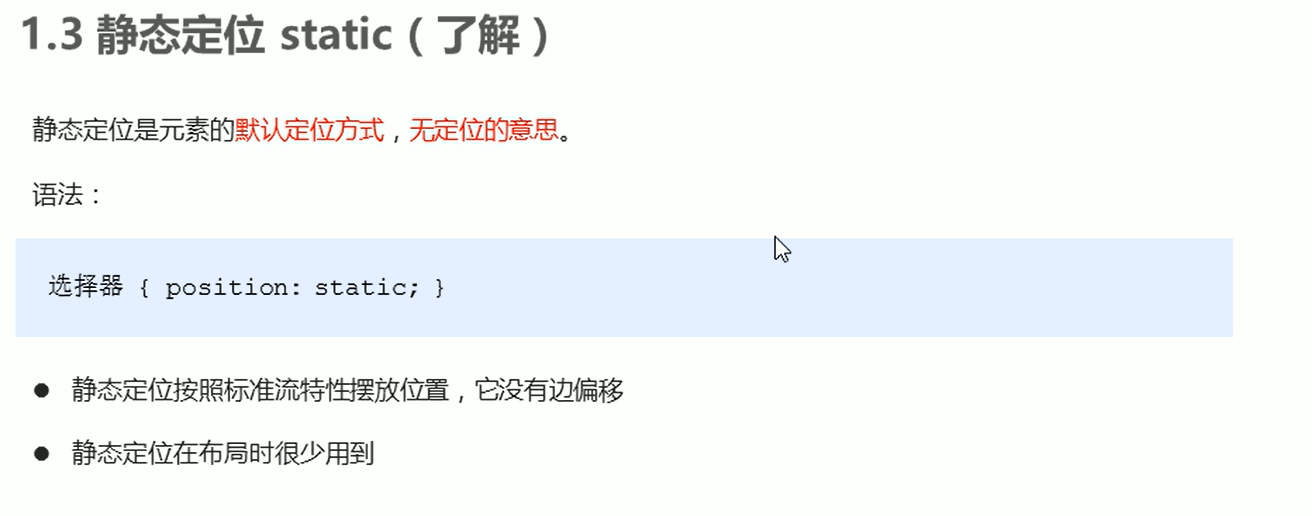 1.3 静态定位 static（了解）
静态定位是元素的默认定位方式，无定位的意思。
语法：
选择器 { position: static; }
● 静态定位按照标准流特性摆放位置，它没有边偏移
● 静态定位在布局时很少用到